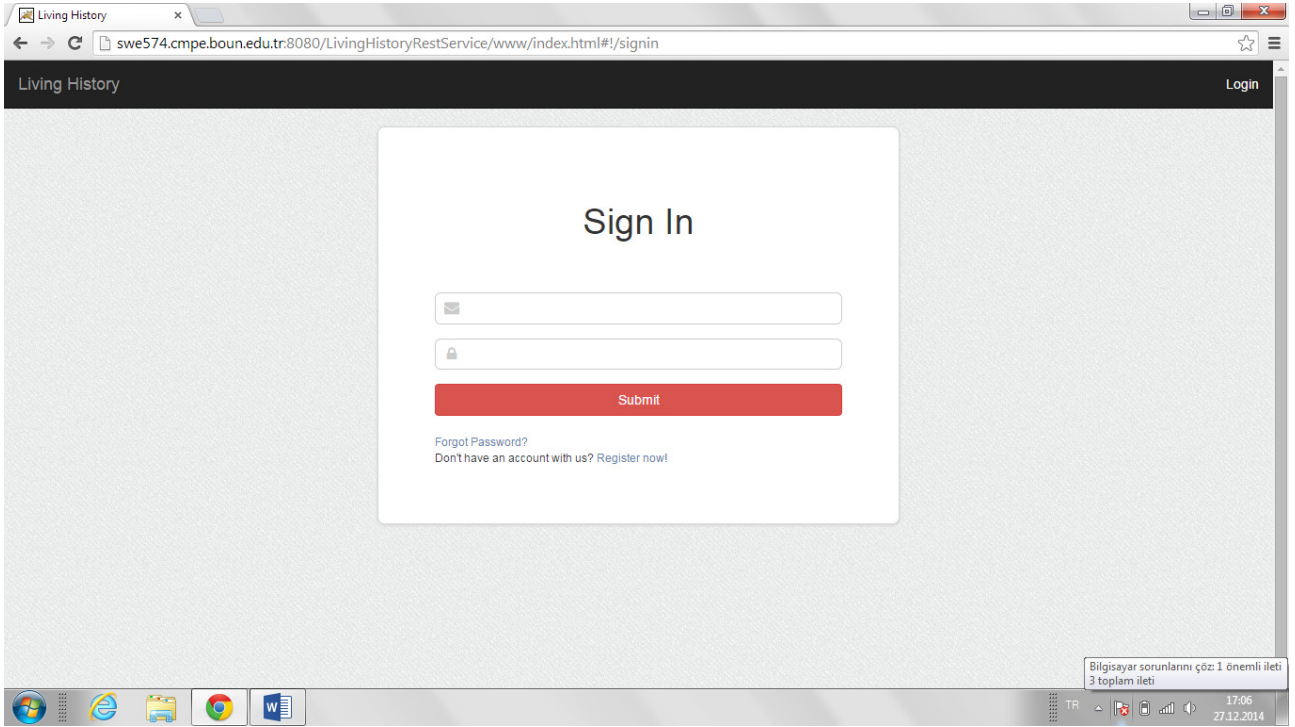 Living History
swe574.cmpe.boun.edu.tr:8080/LivingHistoryRestService/www/index.html#!/signin
Living History
Login
Sign In
Submit
Forgot Password?
Don't have an account with us? Register now!
Bilgisayar sorunlarını çöz: 1 önemli ileti
3 toplam ileti
TR
17:06
27.12.2014